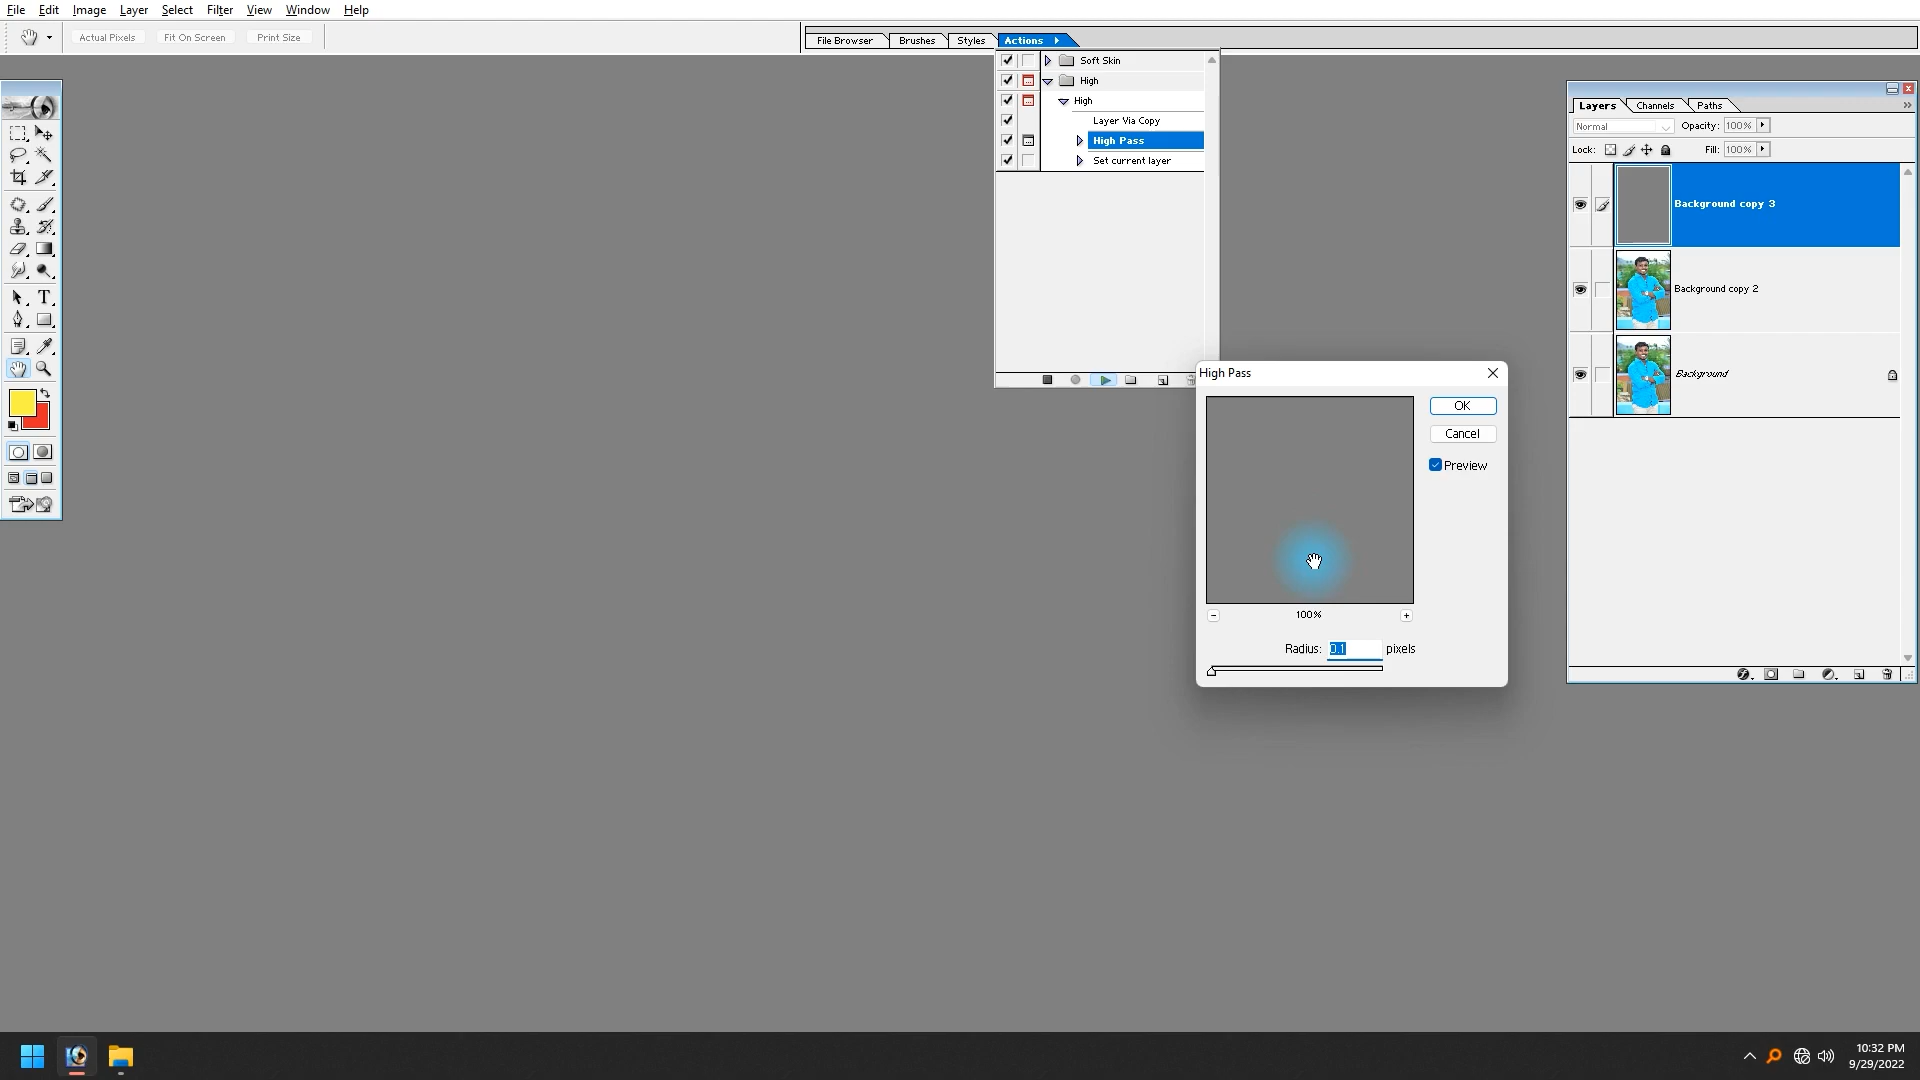 File Edit Image Layer Select Filter View Window Help
Actual Pixels Fit On Screen Print Size
File Browser Brushes Styles Actions
Soft Skin
High
High
Layer Via Copy
High Pass
Set current layer
Layers Channels Paths
Normal Opacity: 100%
Lock: Fill: 100%
Background copy 3
Background copy 2
Background
High Pass
OK
Cancel
Preview
100%
Radius: 0.1 pixels
10:32 PM
9/29/2022